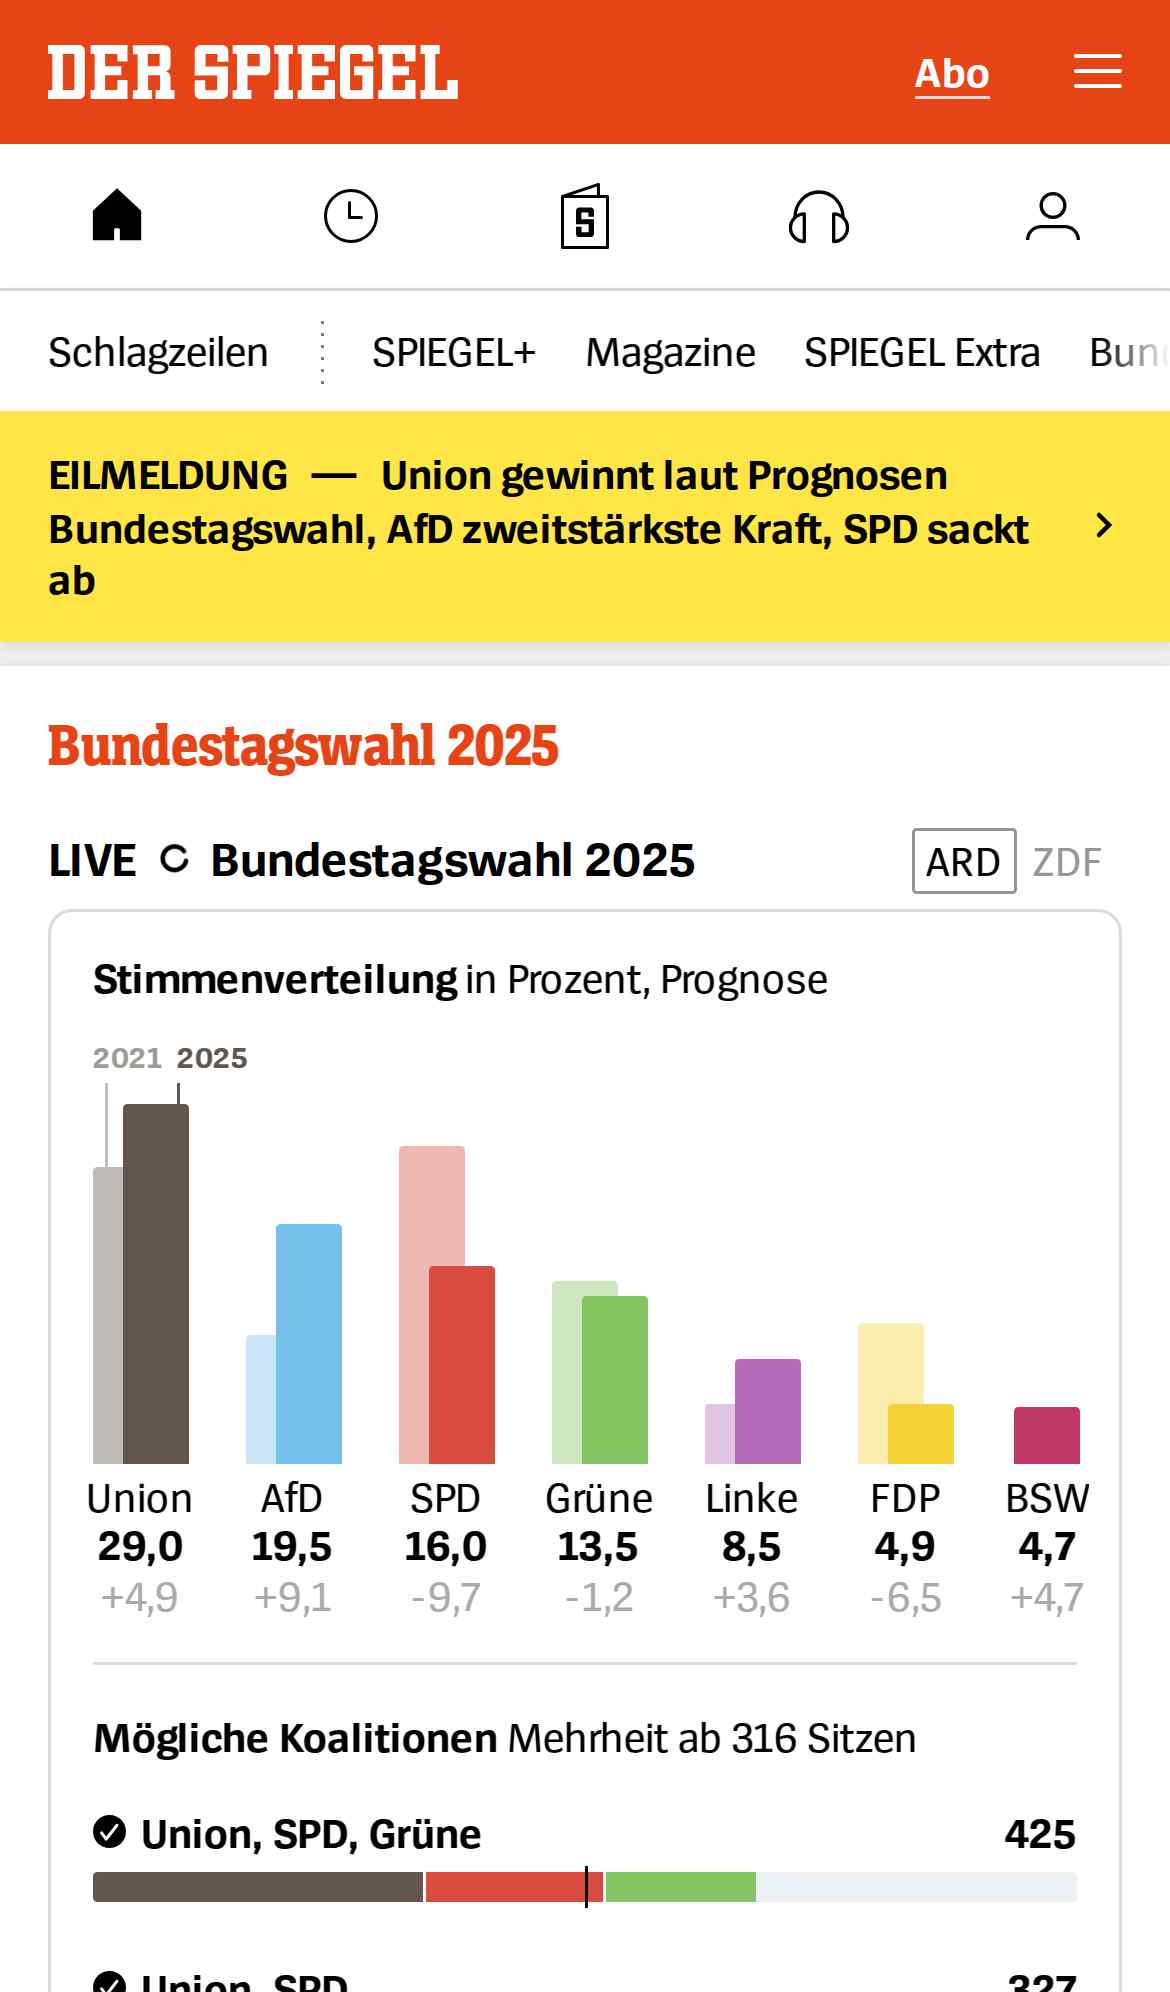 DER SPIEGEL
Abo
S
Schlagzeilen SPIEGEL+ Magazine SPIEGEL Extra Bund
EILMELDUNG — Union gewinnt laut Prognosen
Bundestagswahl, AfD zweitstärkste Kraft, SPD sackt
ab
Bundestagswahl 2025
LIVE Bundestagswahl 2025 ARD ZDF
Stimmenverteilung in Prozent, Prognose
2021 2025
Union AfD SPD Grüne Linke FDP BSW
29,0 19,5 16,0 13,5 8,5 4,9 4,7
+4,9 +9,1 -9,7 -1,2 +3,6 -6,5 +4,7
Mögliche Koalitionen Mehrheit ab 316 Sitzen
Union, SPD, Grüne 425
Union, SPD 327